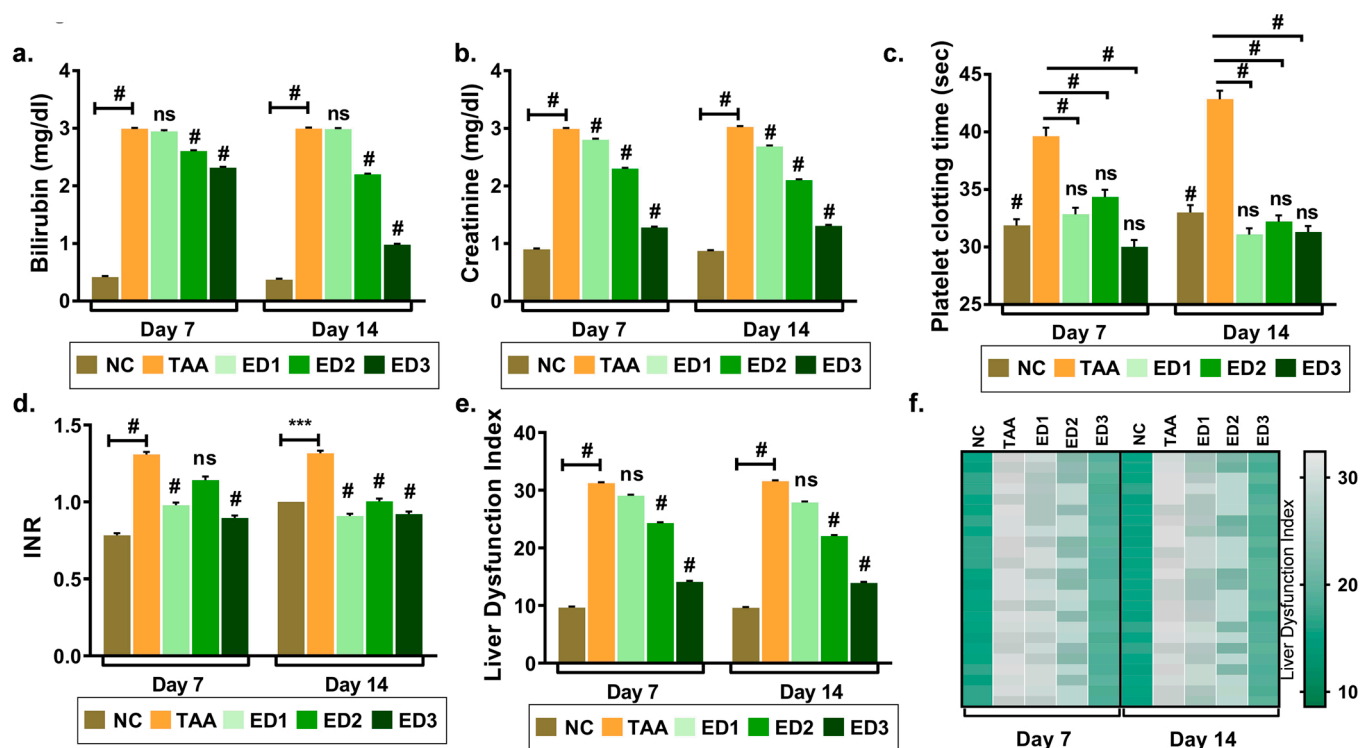 a.
Bilirubin (mg/dl)
4
3
2
1
0
#
ns
#
#
#
ns
#
#
Day 7
Day 14
NC TAA ED1 ED2 ED3
b.
Creatinine (mg/dl)
4
3
2
1
0
#
#
#
#
#
#
#
#
Day 7
Day 14
NC TAA ED1 ED2 ED3
c.
Platelet clotting time (sec)
45
40
35
30
25
#
#
#
#
ns
ns
ns
#
#
#
#
ns
ns
ns
Day 7
Day 14
NC TAA ED1 ED2 ED3
d.
INR
1.5
1.0
0.5
0.0
#
#
ns
#
***
#
#
#
Day 7
Day 14
NC TAA ED1 ED2 ED3
e.
Liver Dysfunction Index
40
30
20
10
0
#
ns
#
#
#
ns
#
#
Day 7
Day 14
NC TAA ED1 ED2 ED3
f.
NC TAA ED1 ED2 ED3 NC TAA ED1 ED2 ED3
Liver Dysfunction Index
30
20
10
Day 7
Day 14